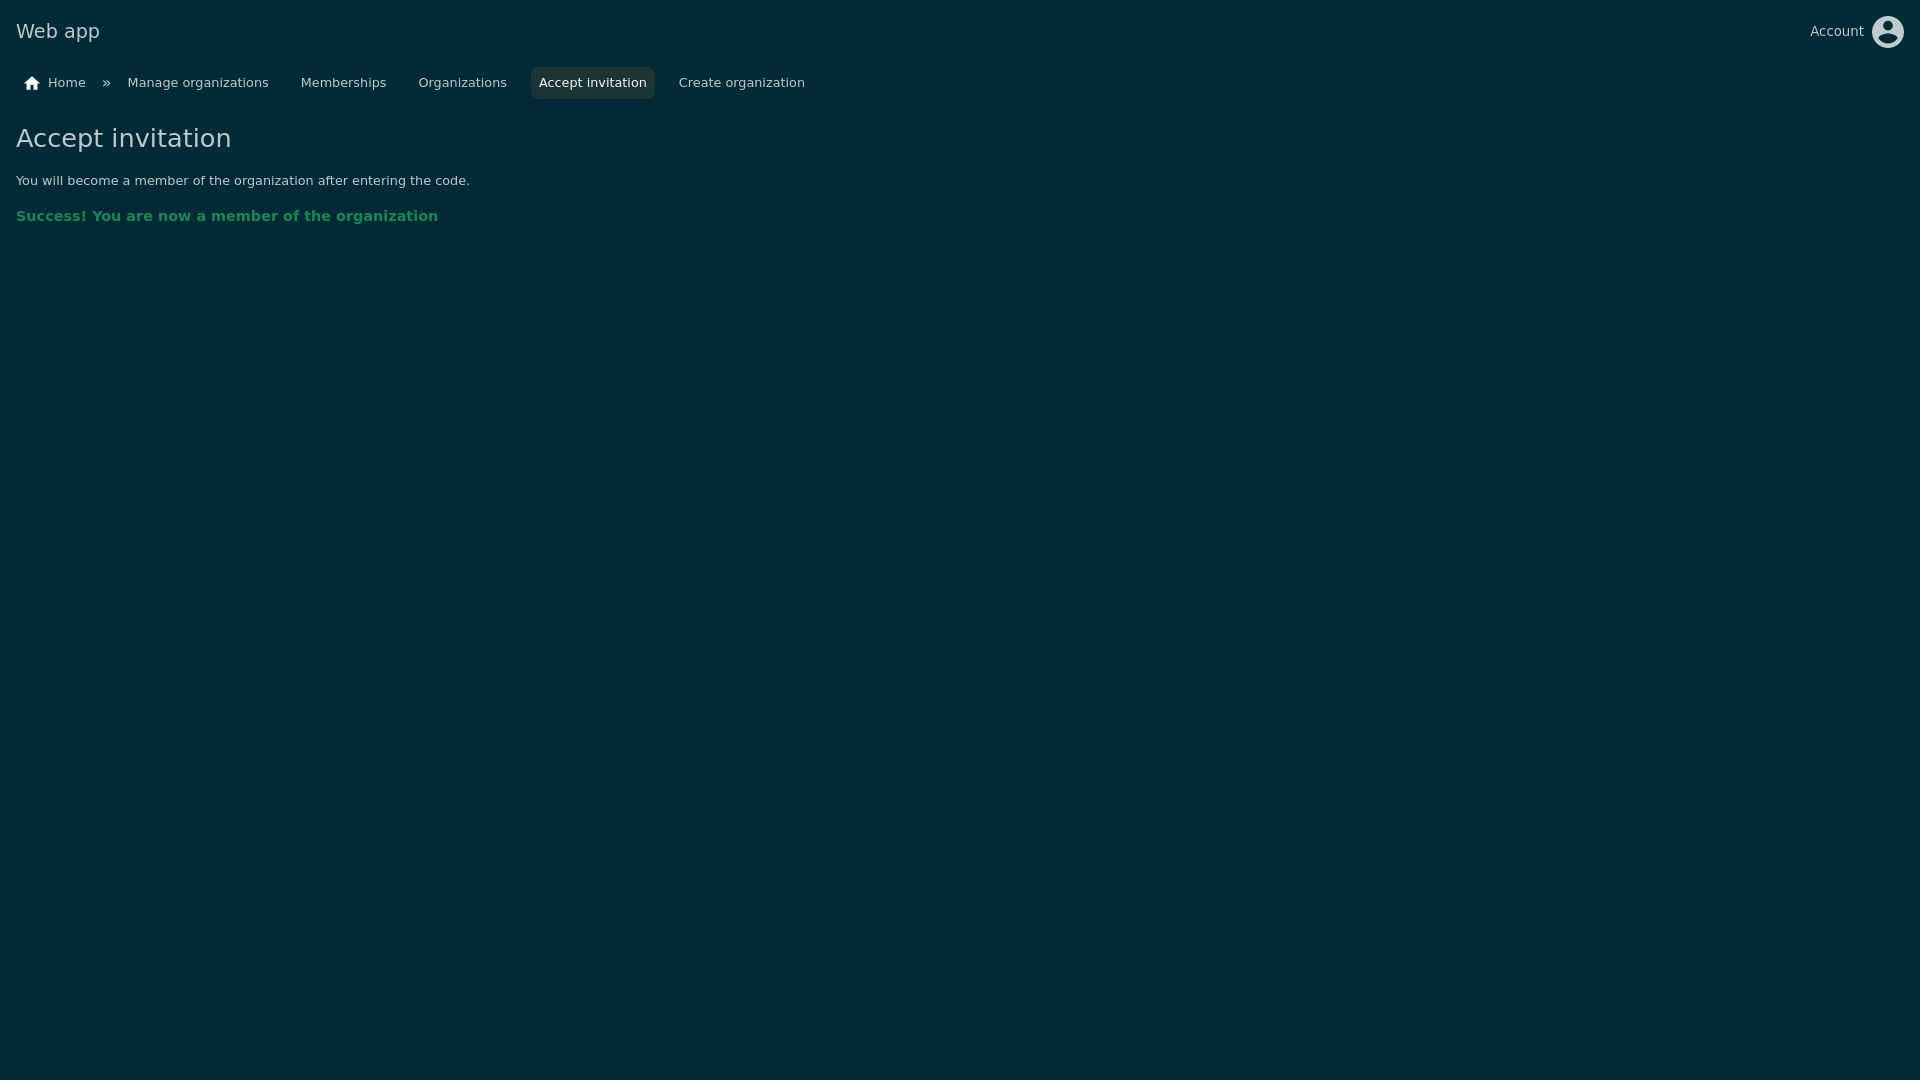 Web app
Account
Home » Manage organizations Memberships Organizations Accept invitation Create organization
Accept invitation
You will become a member of the organization after entering the code.
Success! You are now a member of the organization